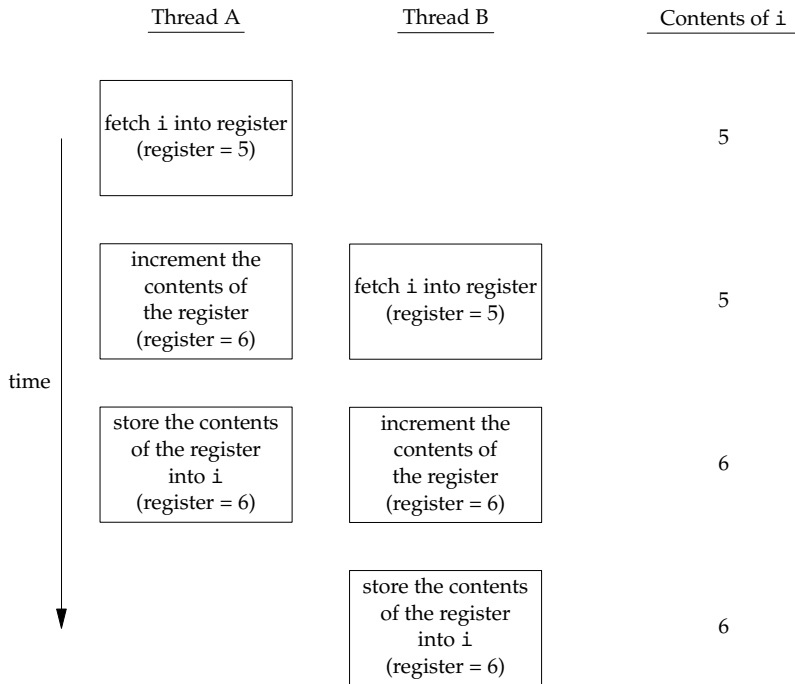 Thread A
Thread B
Contents of i
fetch i into register
(register = 5)
5
increment the
contents of
the register
(register = 6)
fetch i into register
(register = 5)
5
time
store the contents
of the register
into i
(register = 6)
increment the
contents of
the register
(register = 6)
6
store the contents
of the register
into i
(register = 6)
6